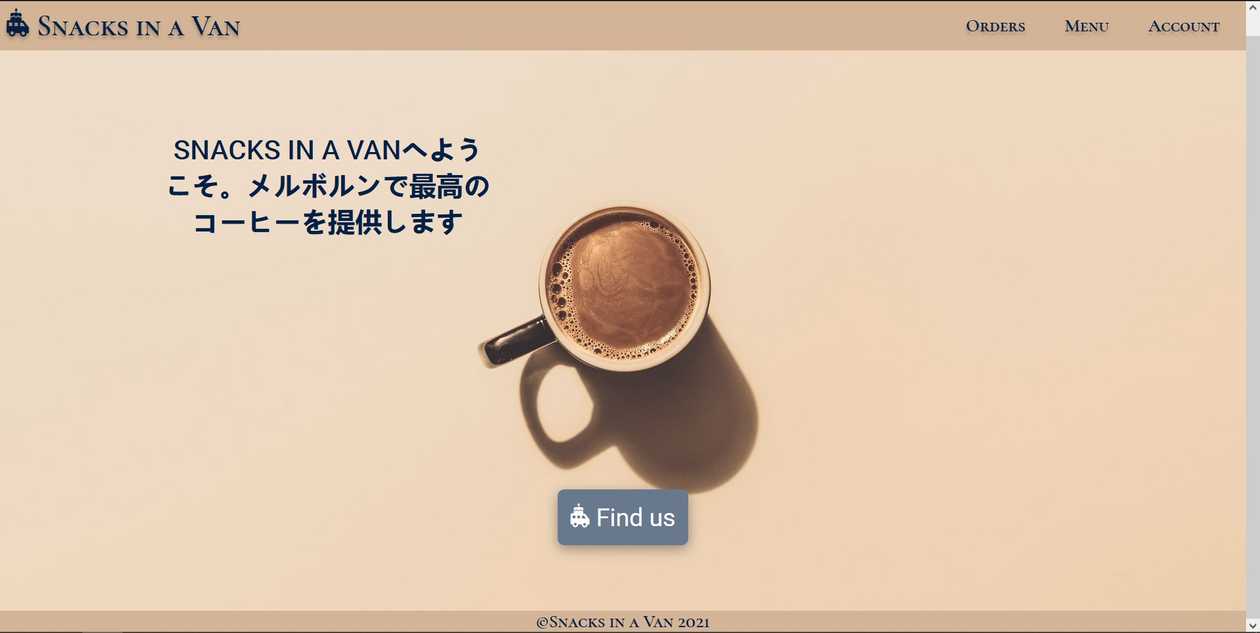 Snacks in a Van
Orders Menu Account
SNACKS IN A VANへよう
こそ。メルボルンで最高の
コーヒーを提供します
Find us
©Snacks in a Van 2021